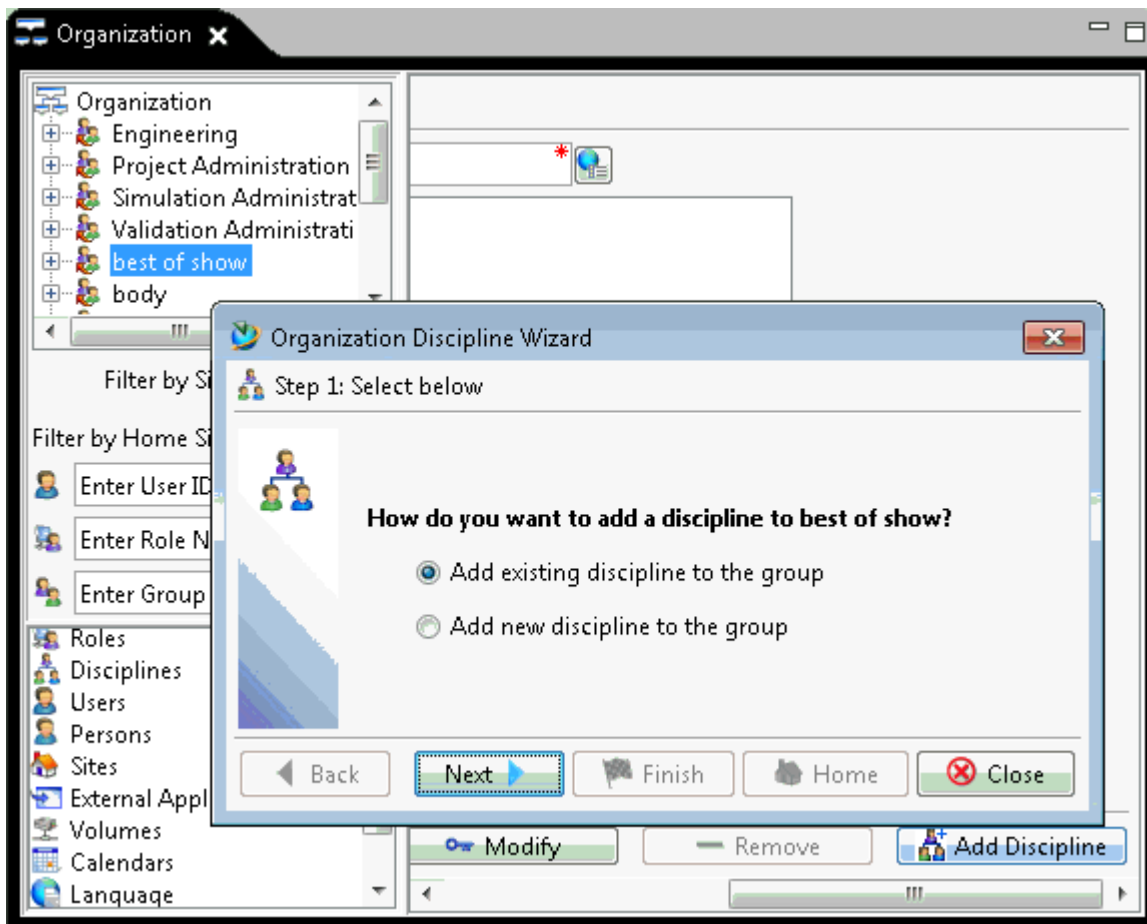 Organization
Organization
Engineering
Project Administration
Simulation Administrat
Validation Administrati
best of show
body
*
Filter by Si
Filter by Home Si
Enter User ID
Enter Role N
Enter Group
Roles
Disciplines
Users
Persons
Sites
External Appl
Volumes
Calendars
Language
Organization Discipline Wizard
Step 1: Select below
How do you want to add a discipline to best of show?
Add existing discipline to the group
Add new discipline to the group
Back Next Finish Home Close
Modify Remove Add Discipline